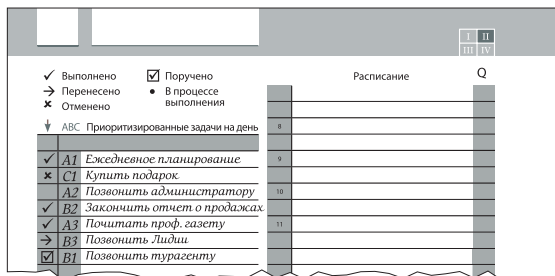 I II
III IV
✓ Выполнено ☑ Поручено
→ Перенесено • В процессе выполнения
✗ Отменено
Расписание Q
ABC Приоритизированные задачи на день
✓ A1 Ежедневное планирование
✗ C1 Купить подарок
A2 Позвонить администратору
✓ B2 Закончить отчет о продажах
✓ A3 Почитать проф. газету
→ B3 Позвонить Лидии
☑ B1 Позвонить турагенту
8
9
10
11